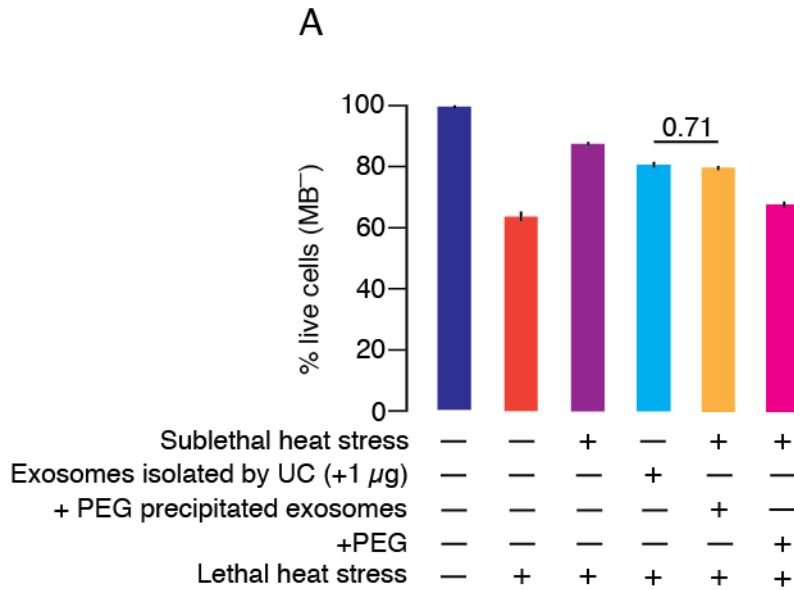 A
100
80
60
40
20
0
% live cells (MB⁻)
0.71
Sublethal heat stress — — + — + +
Exosomes isolated by UC (+1 µg) — — — + — —
+ PEG precipitated exosomes — — — — + —
+PEG — — — — — +
Lethal heat stress — + + + + +